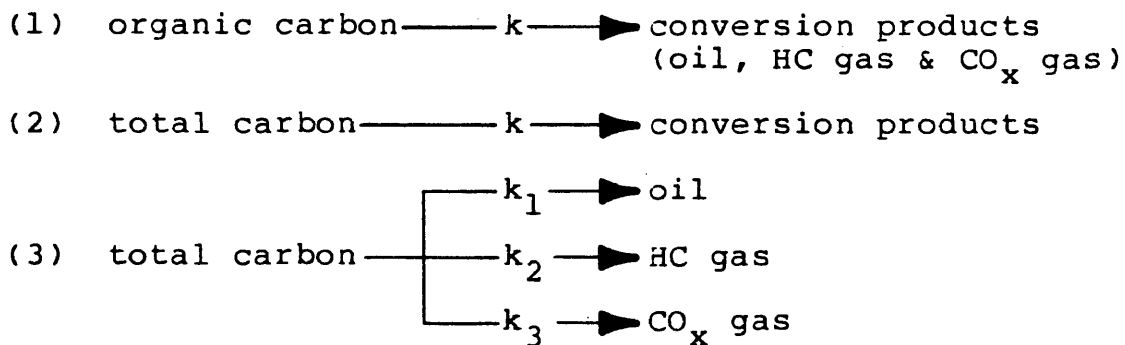 (1) organic carbon k conversion products
(oil, HC gas & COx gas)
(2) total carbon k conversion products
k1 oil
(3) total carbon k2 HC gas
k3 COx gas